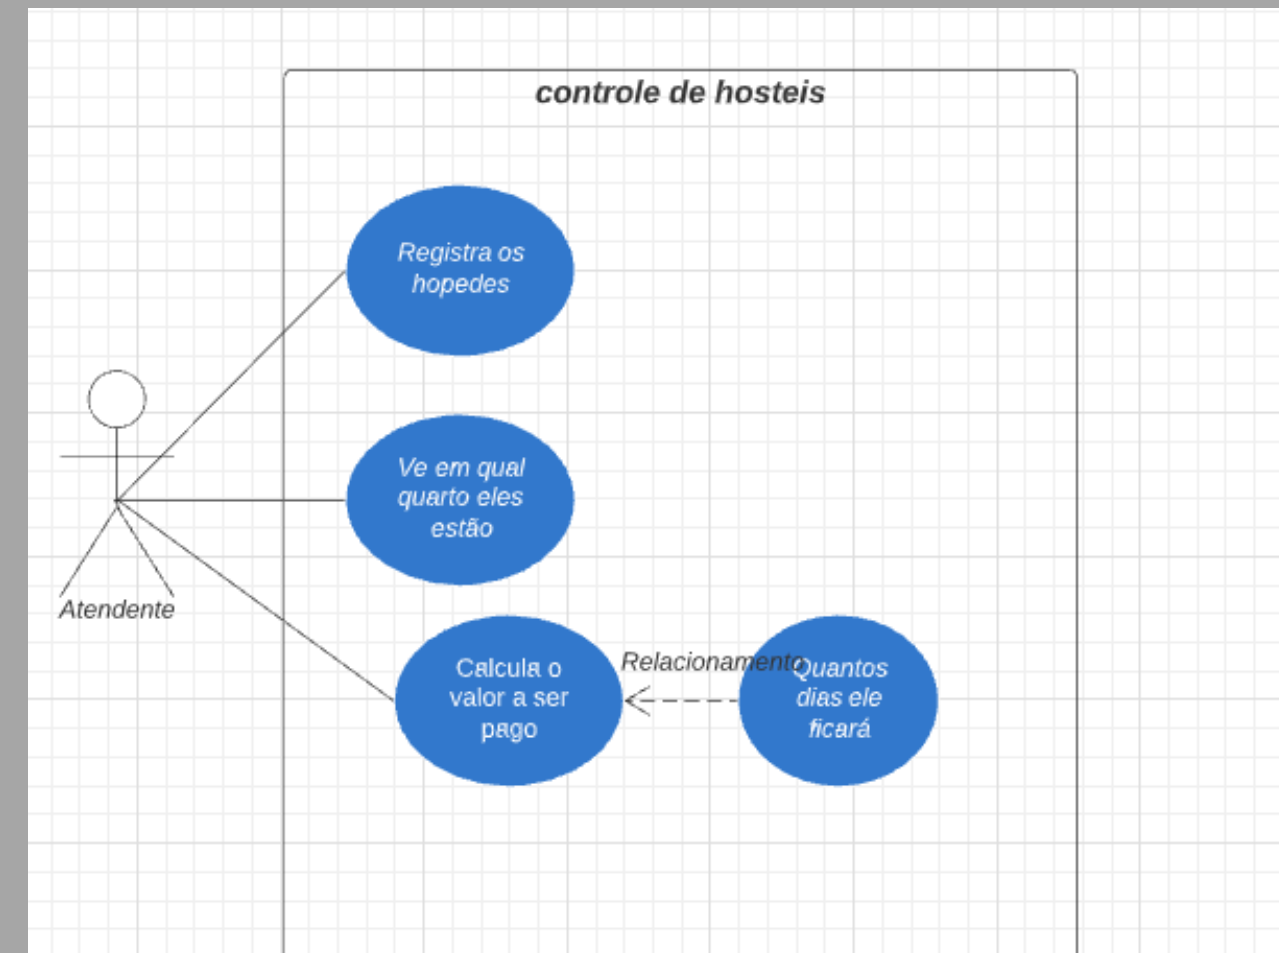 controle de hosteis
Registra os
hopedes
Ve em qual
quarto eles
estão
Atendente
Calcula o
valor a ser
pago
Relacionamento
Quantos
dias ele
ficará